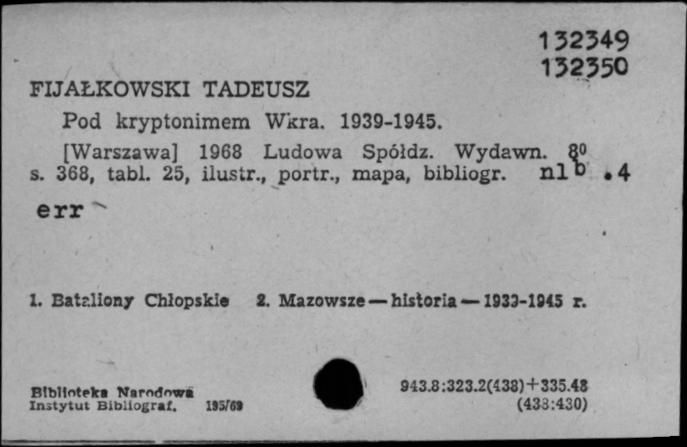 132349
132350
FIJAŁKOWSKI TADEUSZ
Pod kryptonimem Wkra. 1939-1945.
[Warszawa] 1968 Ludowa Spółdz. Wydawn. 8⁰
s. 368, tabl. 25, ilustr., portr., mapa, bibliogr. nlb .4
err
1. Bataliony Chłopskie 2. Mazowsze — historia — 1939-1945 r.
Biblioteka Narodowa
Instytut Bibliograf. 195/69
943.8:323.2(438)+335.48
(438:430)